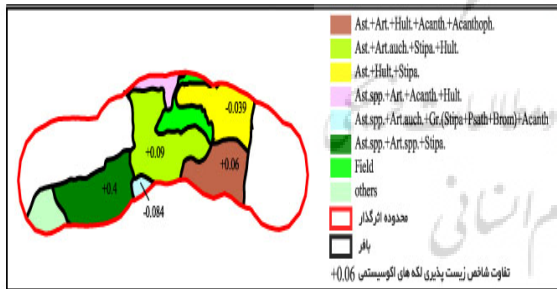 Ast.+Art.+Hult.+Acanth.+Acanthoph.
Ast.+Art.auch.+Stipa.+Hult.
Ast.+Hult.+Stipa.
Ast.spp.+Art.+Acanth.+Hult.
Ast.spp.+Art.auch.+Gr.(Stipa+Psath+Brom)+Acanth
Ast.spp.+Art.spp.+Stipa.
Field
others
محدوده اثرگذار
بافر
تفاوت شاخص زیست پذیری لکه های اکوسیستمی +0.06
-0.039
+0.09
+0.06
+0.4
-0.084